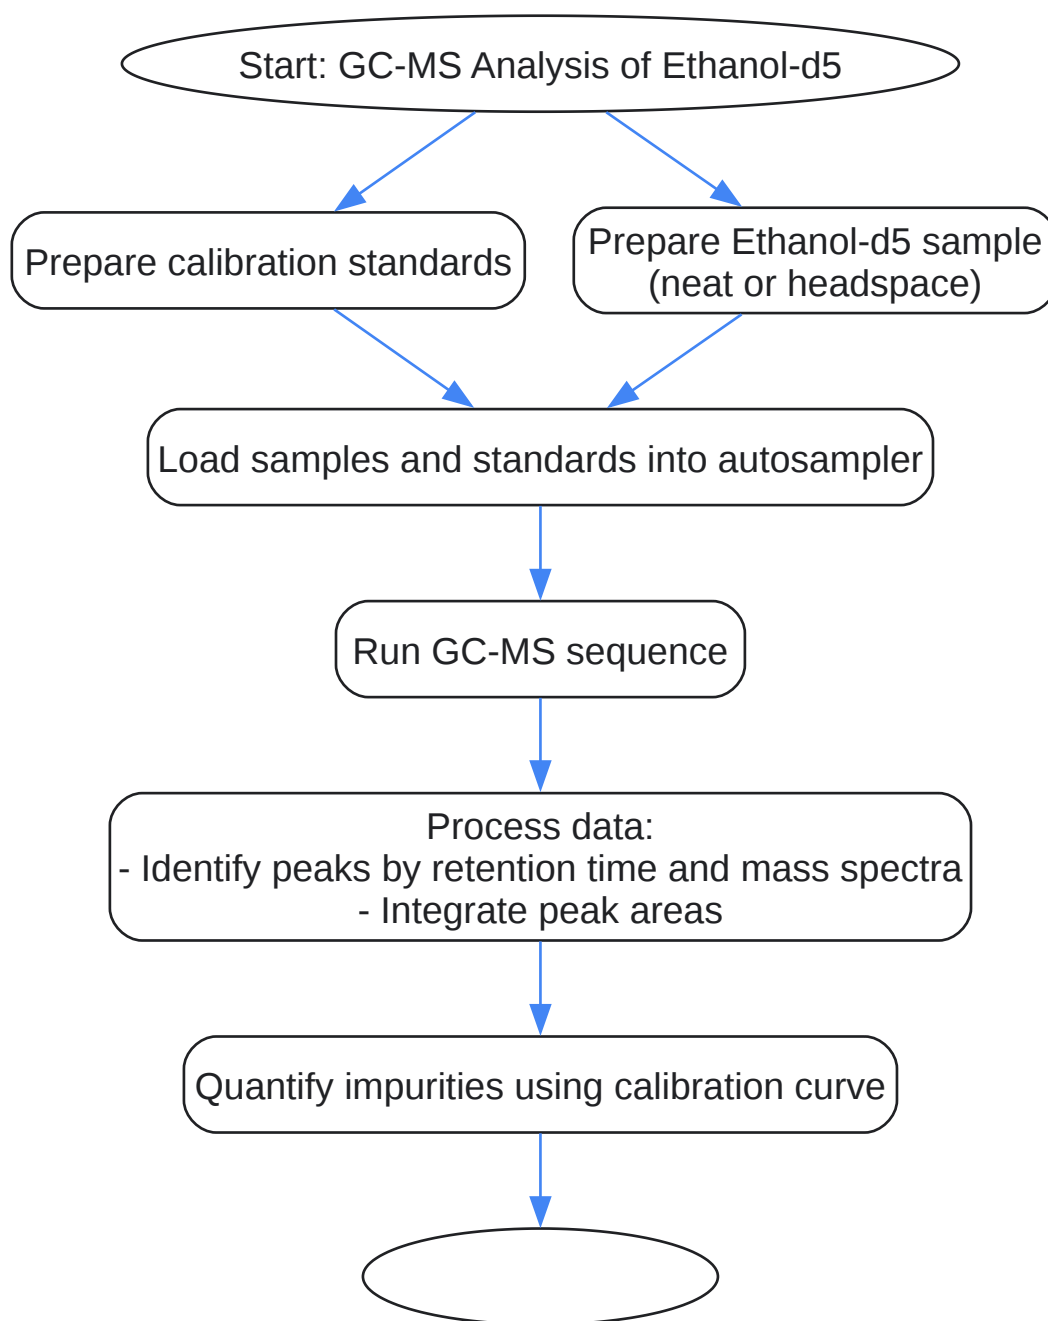 Start: GC-MS Analysis of Ethanol-d5
Prepare calibration standards
Prepare Ethanol-d5 sample
(neat or headspace)
Load samples and standards into autosampler
Run GC-MS sequence
Process data:
- Identify peaks by retention time and mass spectra
- Integrate peak areas
Quantify impurities using calibration curve